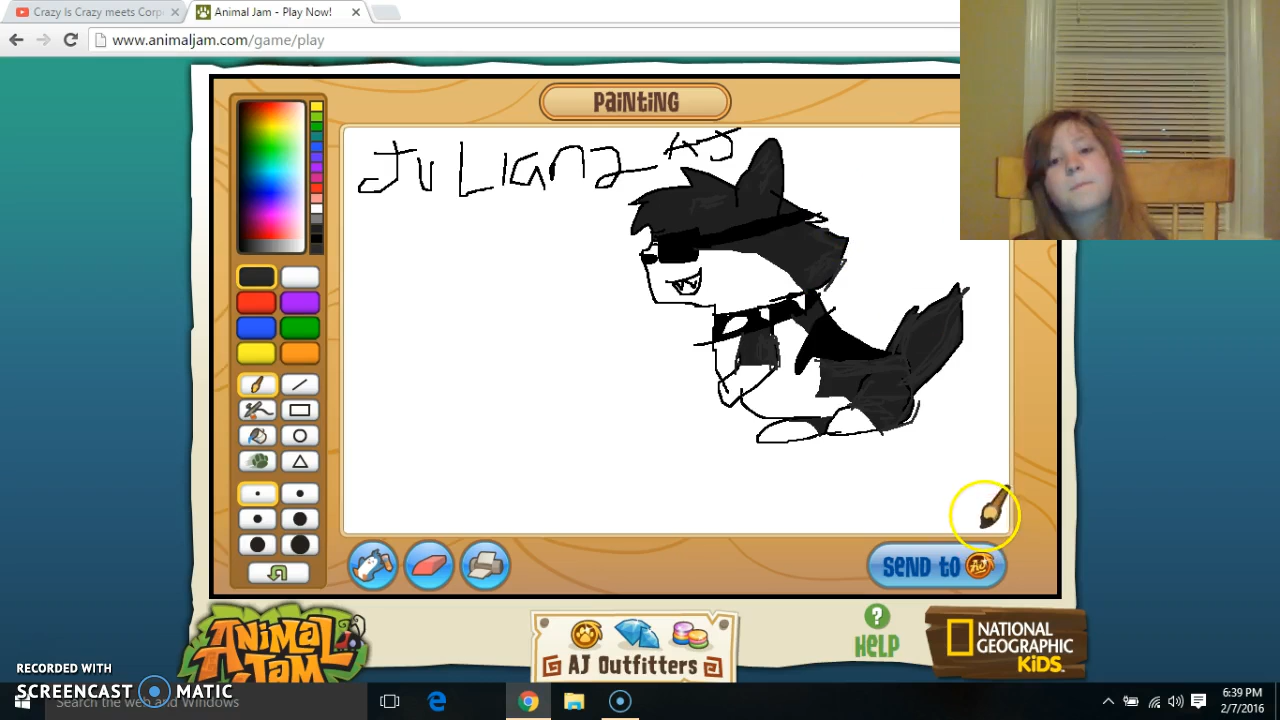 Crazy Is Crazy meets Corp
Animal Jam - Play Now!
www.animaljam.com/game/play
PAINTING
JULIAN2 AJ
SEND TO AJ
ANIMAL JAM
AJ Outfitters
HELP
NATIONAL GEOGRAPHIC KiDS
RECORDED WITH
SCREENCAST MATIC
Search the web and Windows
6:39 PM
2/7/2016